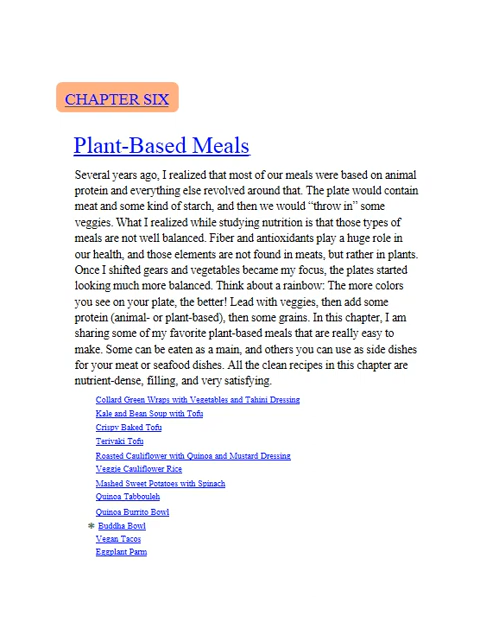 CHAPTER SIX
Plant-Based Meals
Several years ago, I realized that most of our meals were based on animal
protein and everything else revolved around that. The plate would contain
meat and some kind of starch, and then we would “throw in” some
veggies. What I realized while studying nutrition is that those types of
meals are not well balanced. Fiber and antioxidants play a huge role in
our health, and those elements are not found in meats, but rather in plants.
Once I shifted gears and vegetables became my focus, the plates started
looking much more balanced. Think about a rainbow: The more colors
you see on your plate, the better! Lead with veggies, then add some
protein (animal- or plant-based), then some grains. In this chapter, I am
sharing some of my favorite plant-based meals that are really easy to
make. Some can be eaten as a main, and others you can use as side dishes
for your meat or seafood dishes. All the clean recipes in this chapter are
nutrient-dense, filling, and very satisfying.
Collard Green Wraps with Vegetables and Tahini Dressing
Kale and Bean Soup with Tofu
Crispy Baked Tofu
Teriyaki Tofu
Roasted Cauliflower with Quinoa and Mustard Dressing
Veggie Cauliflower Rice
Mashed Sweet Potatoes with Spinach
Quinoa Tabbouleh
Quinoa Burrito Bowl
* Buddha Bowl
Vegan Tacos
Eggplant Parm